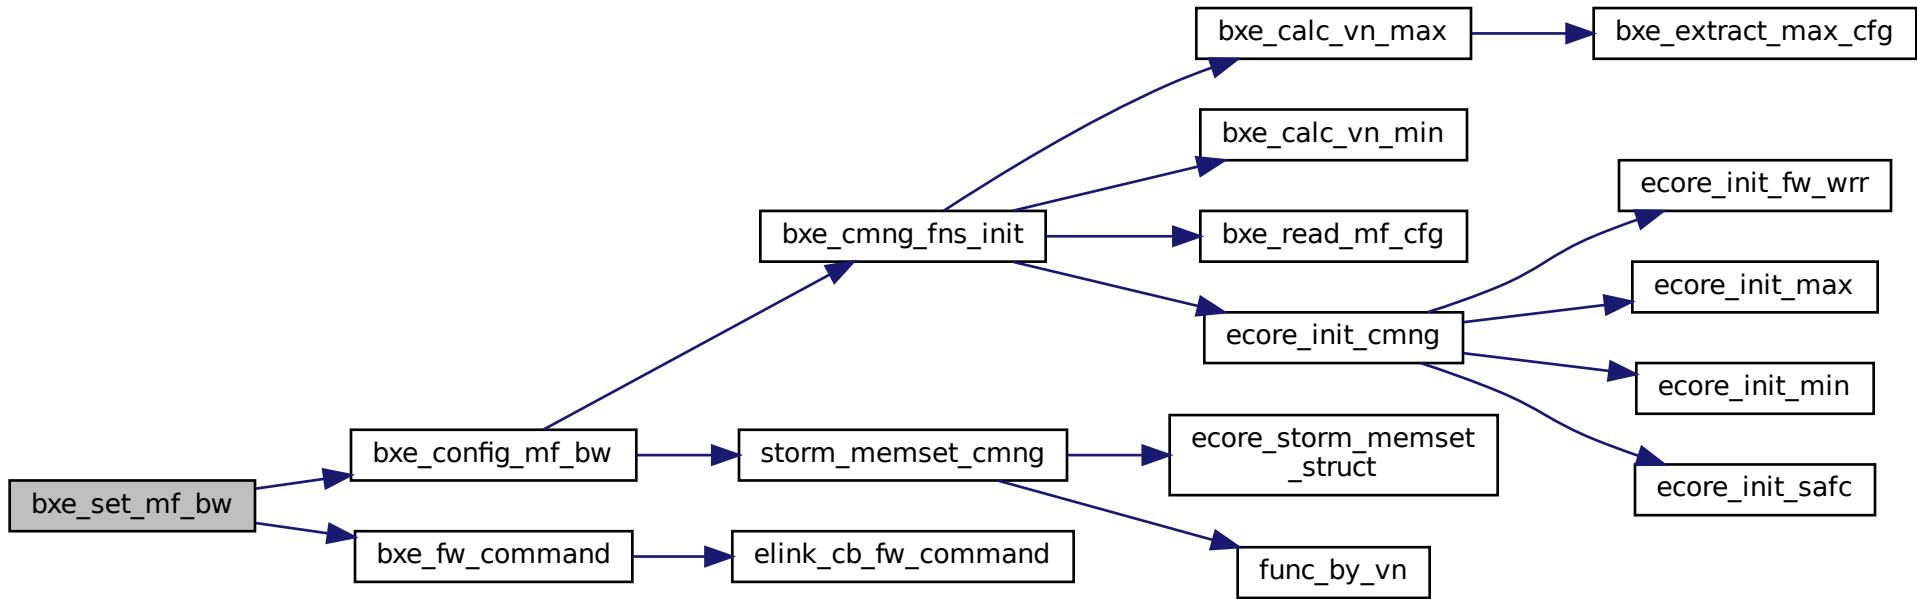 bxe_calc_vn_max
bxe_extract_max_cfg
bxe_calc_vn_min
ecore_init_fw_wrr
bxe_cmng_fns_init
bxe_read_mf_cfg
ecore_init_max
ecore_init_cmng
ecore_init_min
bxe_config_mf_bw
storm_memset_cmng
ecore_storm_memset
_struct
ecore_init_safc
bxe_set_mf_bw
bxe_fw_command
elink_cb_fw_command
func_by_vn